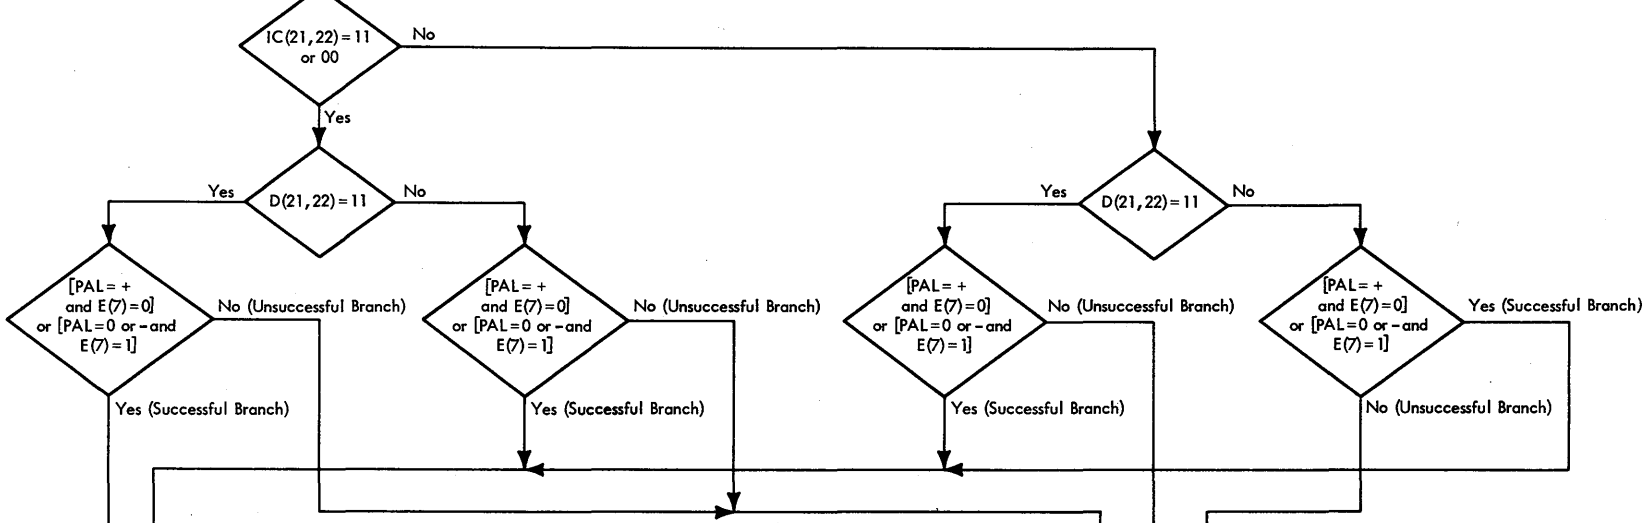 IC(21,22)=11
or 00
No
Yes
Yes
D(21,22)=11
No
Yes
D(21,22)=11
No
[PAL= +
and E(7)=0]
or [PAL=0 or -and
E(7)=1]
No (Unsuccessful Branch)
[PAL= +
and E(7)=0]
or [PAL=0 or -and
E(7)=1]
No (Unsuccessful Branch)
[PAL= +
and E(7)=0]
or [PAL=0 or -and
E(7)=1]
No (Unsuccessful Branch)
[PAL= +
and E(7)=0]
or [PAL=0 or -and
E(7)=1]
Yes (Successful Branch)
Yes (Successful Branch)
Yes (Successful Branch)
Yes (Successful Branch)
No (Unsuccessful Branch)